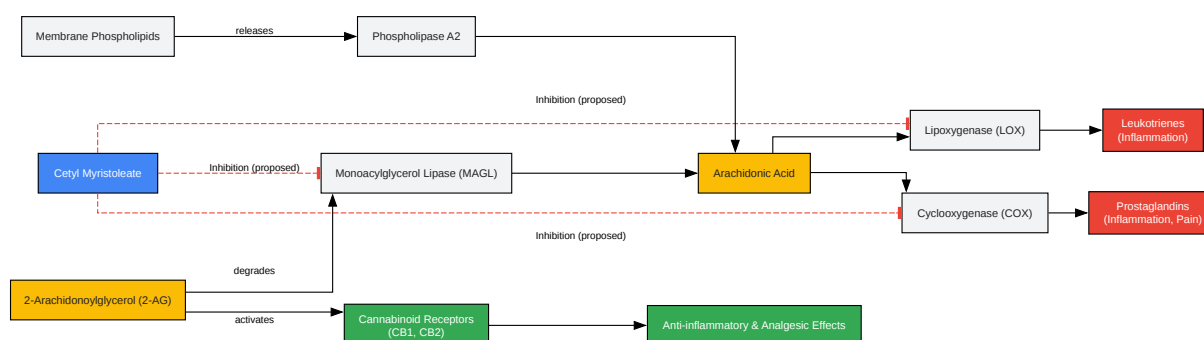 Membrane Phospholipids
releases
Phospholipase A2
Inhibition (proposed)
Lipoxygenase (LOX)
Leukotrienes
(Inflammation)
Cetyl Myristoleate
Inhibition (proposed)
Monoacylglycerol Lipase (MAGL)
Arachidonic Acid
Cyclooxygenase (COX)
Prostaglandins
(Inflammation, Pain)
Inhibition (proposed)
degrades
2-Arachidonoylglycerol (2-AG)
activates
Cannabinoid Receptors
(CB1, CB2)
Anti-inflammatory & Analgesic Effects